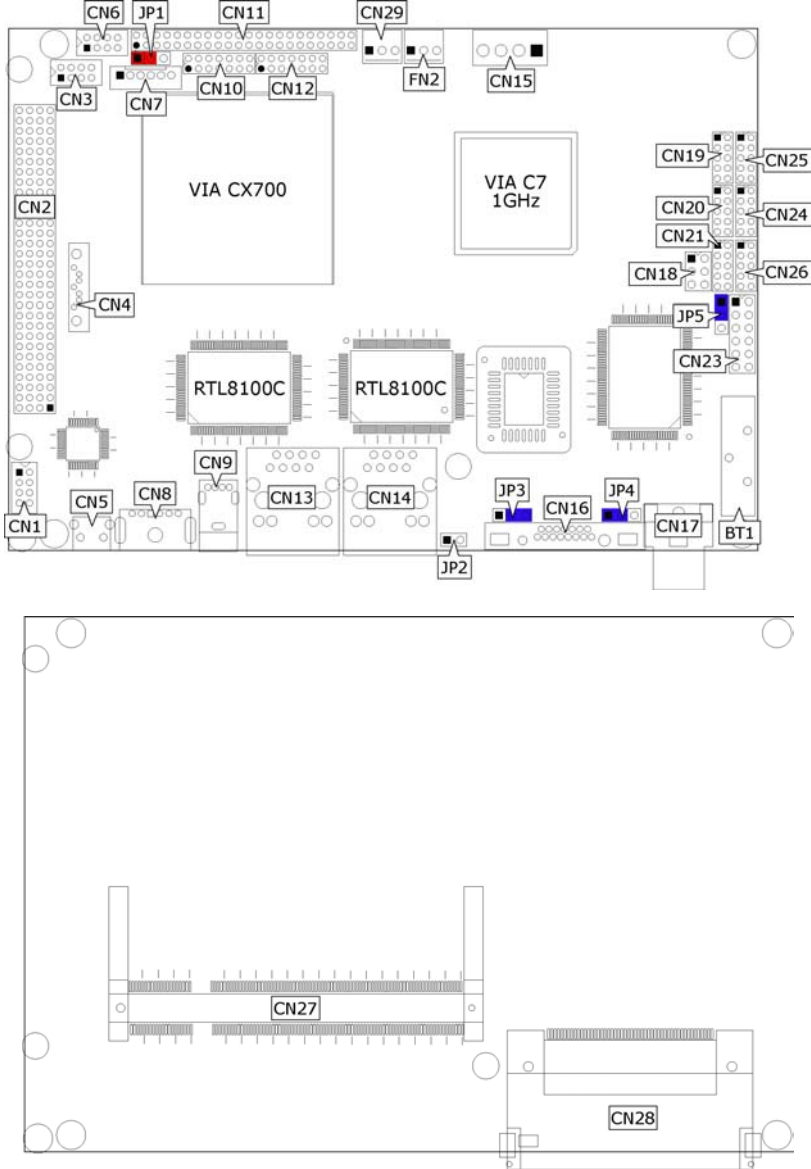 CN6
JP1
CN11
CN29
CN3
CN7
CN10
CN12
FN2
CN15
VIA CX700
VIA C7
1GHz
CN19
CN25
CN2
CN20
CN24
CN21
CN18
CN26
CN4
JP5
CN23
RTL8100C
RTL8100C
CN9
CN8
CN5
CN1
CN13
CN14
JP3
CN16
JP4
CN17
BT1
JP2
CN27
CN28